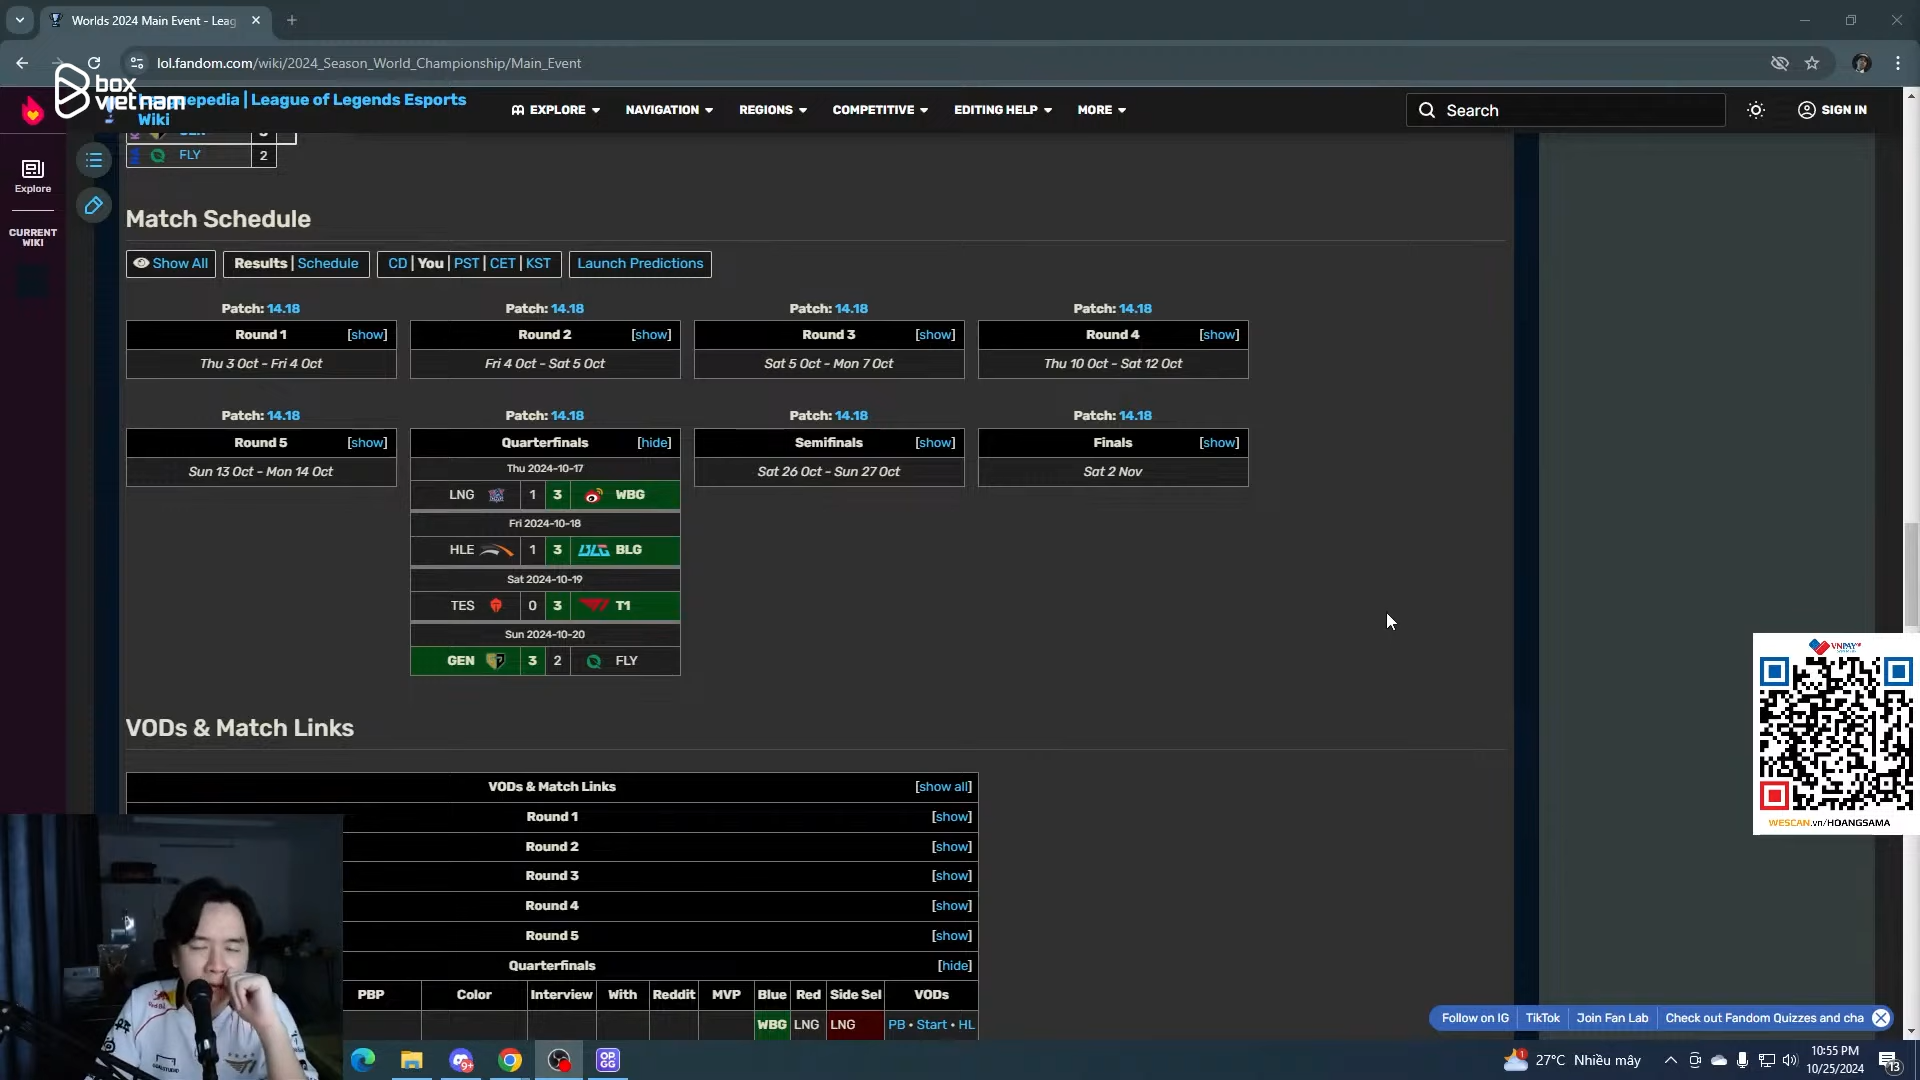 Worlds 2024 Main Event - Leag
lol.fandom.com/wiki/2024_Season_World_Championship/Main_Event
box
vietnam
Leaguepedia | League of Legends Esports
Wiki
EXPLORE
NAVIGATION
REGIONS
COMPETITIVE
EDITING HELP
MORE
Search
SIGN IN
Explore
CURRENT
WIKI
FLY 2
Match Schedule
Show All
Results | Schedule
CD | You | PST | CET | KST
Launch Predictions
Patch: 14.18
Round 1 [show]
Thu 3 Oct - Fri 4 Oct
Patch: 14.18
Round 2 [show]
Fri 4 Oct - Sat 5 Oct
Patch: 14.18
Round 3 [show]
Sat 5 Oct - Mon 7 Oct
Patch: 14.18
Round 4 [show]
Thu 10 Oct - Sat 12 Oct
Patch: 14.18
Round 5 [show]
Sun 13 Oct - Mon 14 Oct
Patch: 14.18
Quarterfinals [hide]
Thu 2024-10-17
LNG 1 3 WBG
Fri 2024-10-18
HLE 1 3 BLG BLG
Sat 2024-10-19
TES 0 3 T1
Sun 2024-10-20
GEN 3 2 FLY
Patch: 14.18
Semifinals [show]
Sat 26 Oct - Sun 27 Oct
Patch: 14.18
Finals [show]
Sat 2 Nov
VODs & Match Links
VODs & Match Links [show all]
Round 1 [show]
Round 2 [show]
Round 3 [show]
Round 4 [show]
Round 5 [show]
Quarterfinals [hide]
PBP Color Interview With Reddit MVP Blue Red Side Sel VODs
WBG LNG LNG PB • Start • HL
VNPAY
WESCAN.vn/HOANGSAMA
Follow on IG
TikTok
Join Fan Lab
Check out Fandom Quizzes and cha
9+
OP
GG
1
27°C Nhiều mây
10:55 PM
10/25/2024
13